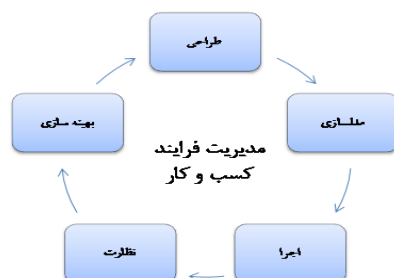 طراحی
مدلسازی
بهینه سازی
مدیریت فرایند
کسب و کار
اجرا
نظارت